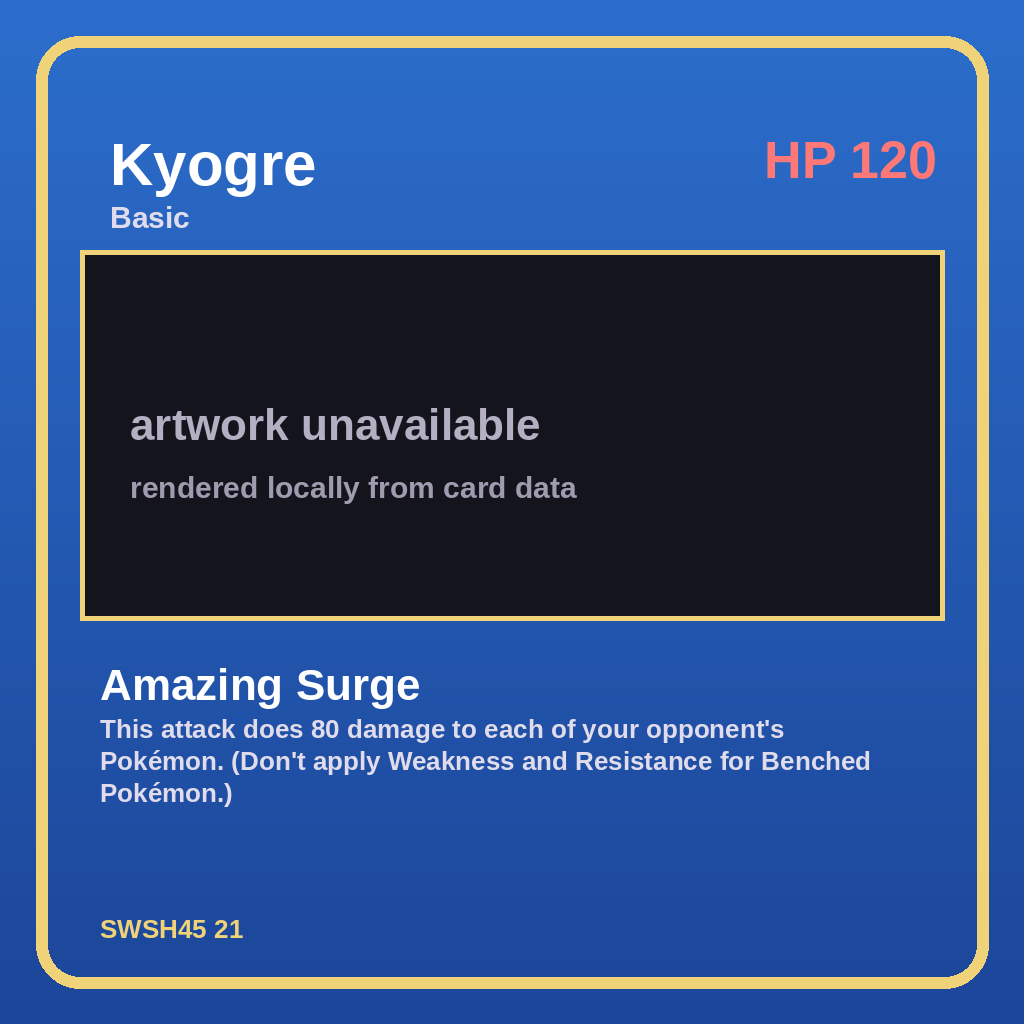 Kyogre
HP 120
Basic
artwork unavailable
rendered locally from card data
Amazing Surge
This attack does 80 damage to each of your opponent's
Pokémon. (Don't apply Weakness and Resistance for Benched
Pokémon.)
SWSH45 21